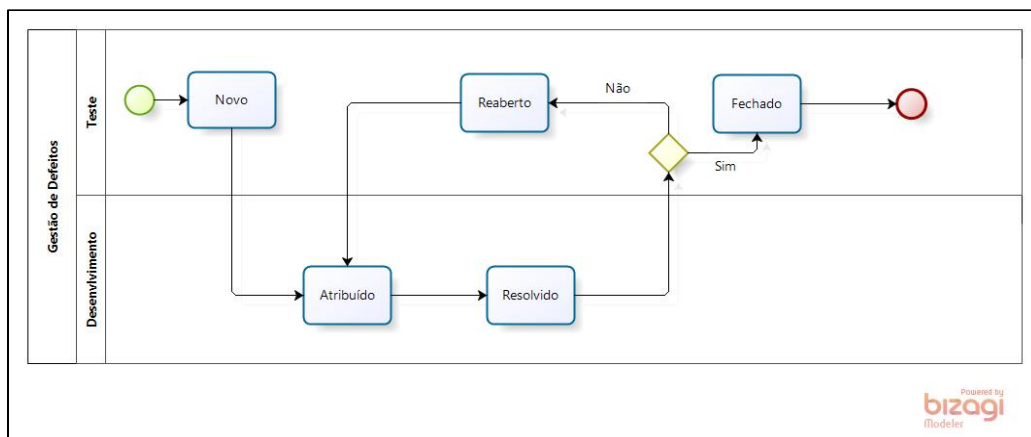 Gestão de Defeitos
Teste
Novo
Reaberto
Não
Fechado
Sim
Desenvlvimento
Atribuído
Resolvido
Powered by
bizagi
Modeler